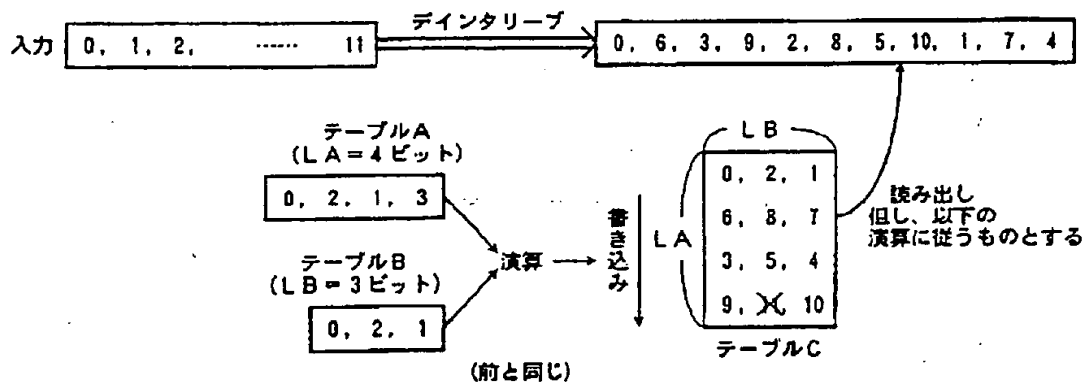 デインタリーブ
入力
0, 1, 2, …… 11
0, 6, 3, 9, 2, 8, 5, 10, 1, 7, 4
テーブルA
(LA=4ビット)
0, 2, 1, 3
テーブルB
(LB=3ビット)
0, 2, 1
演算
書き込み
LA
LB
0, 2, 1
6, 8, 7
3, 5, 4
9, 11, 10
テーブルC
読み出し
但し、以下の
演算に従うものとする
(前と同じ)